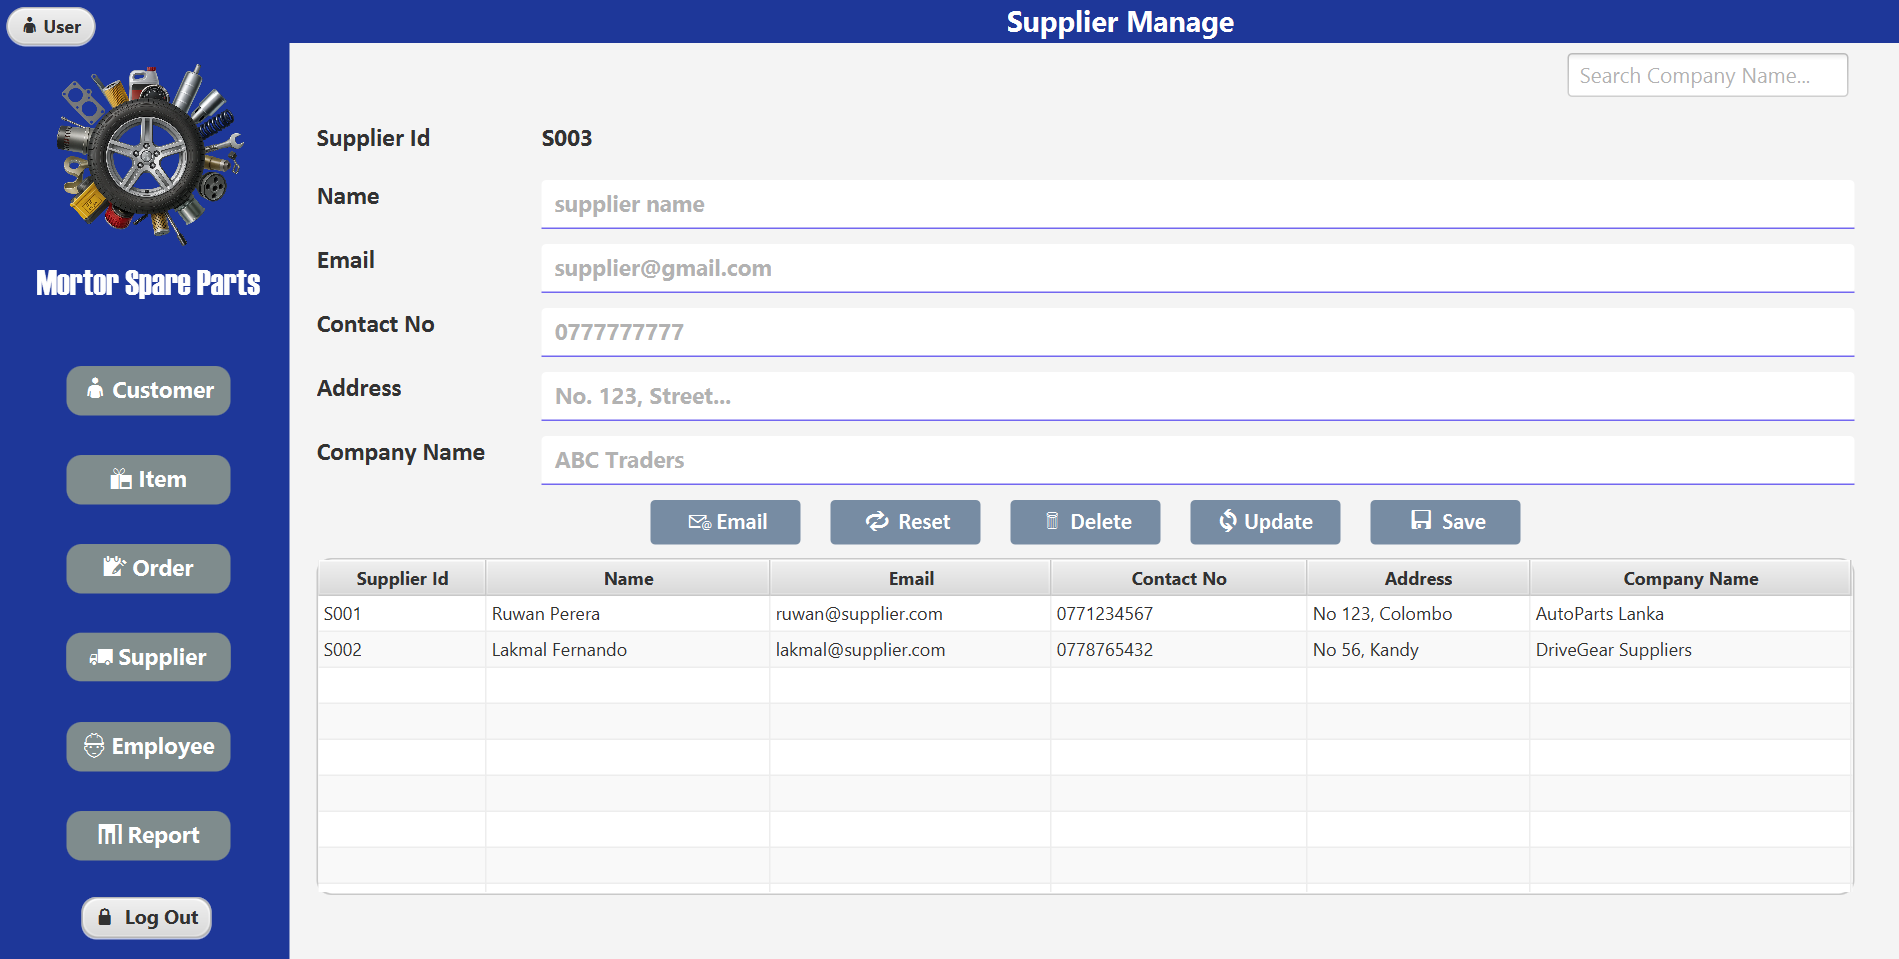 User
Supplier Manage
Search Company Name...
Mortor Spare Parts
Customer
Item
Order
Supplier
Employee
Report
Log Out
Supplier Id S003
Name supplier name
Email supplier@gmail.com
Contact No 0777777777
Address No. 123, Street...
Company Name ABC Traders
Email Reset Delete Update Save
Supplier Id Name Email Contact No Address Company Name
S001 Ruwan Perera ruwan@supplier.com 0771234567 No 123, Colombo AutoParts Lanka
S002 Lakmal Fernando lakmal@supplier.com 0778765432 No 56, Kandy DriveGear Suppliers